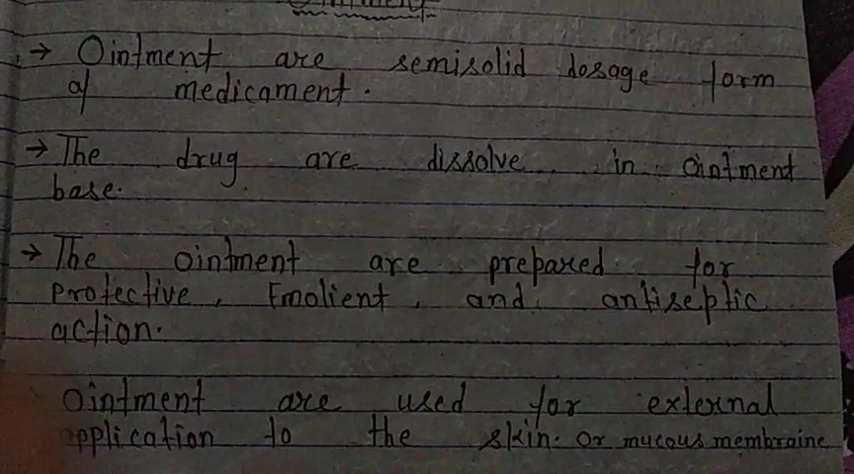 → Ointment are semisolid dosage form
of medicament.
→ The drug are dissolve in ointment
base.
→ The ointment are prepared for
Protective, Emolient, and antiseptic
action.
Ointment are used for external
application to the skin. or mucous membraine